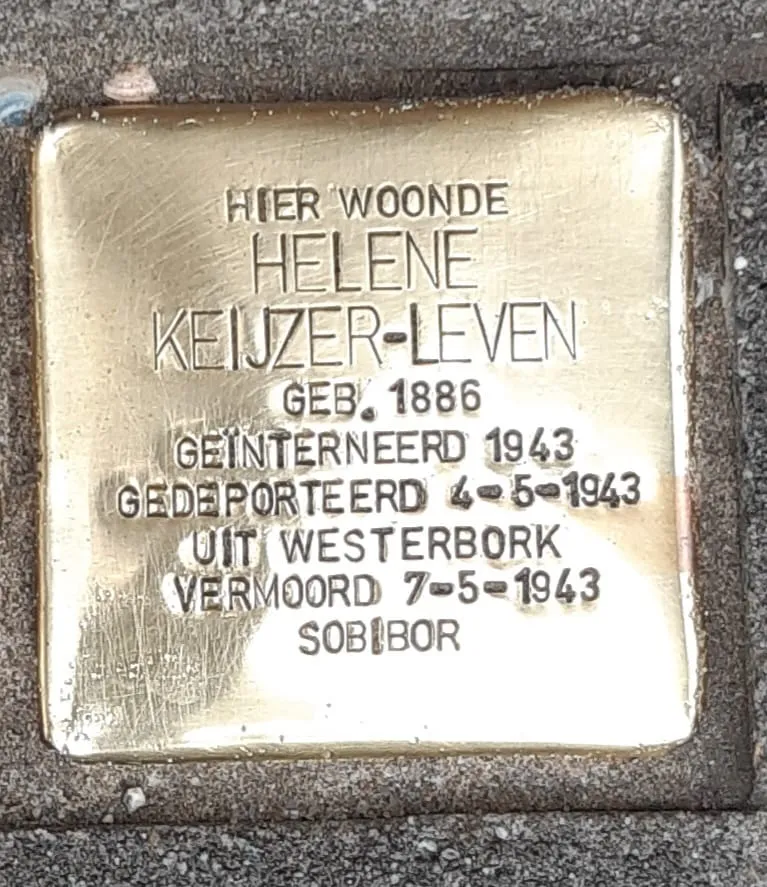 HIER WOONDE
HELENE
KEIJZER-LEVEN
GEB. 1886
GEÏNTERNEERD 1943
GEDEPORTEERD 4-5-1943
UIT WESTERBORK
VERMOORD 7-5-1943
SOBIBOR